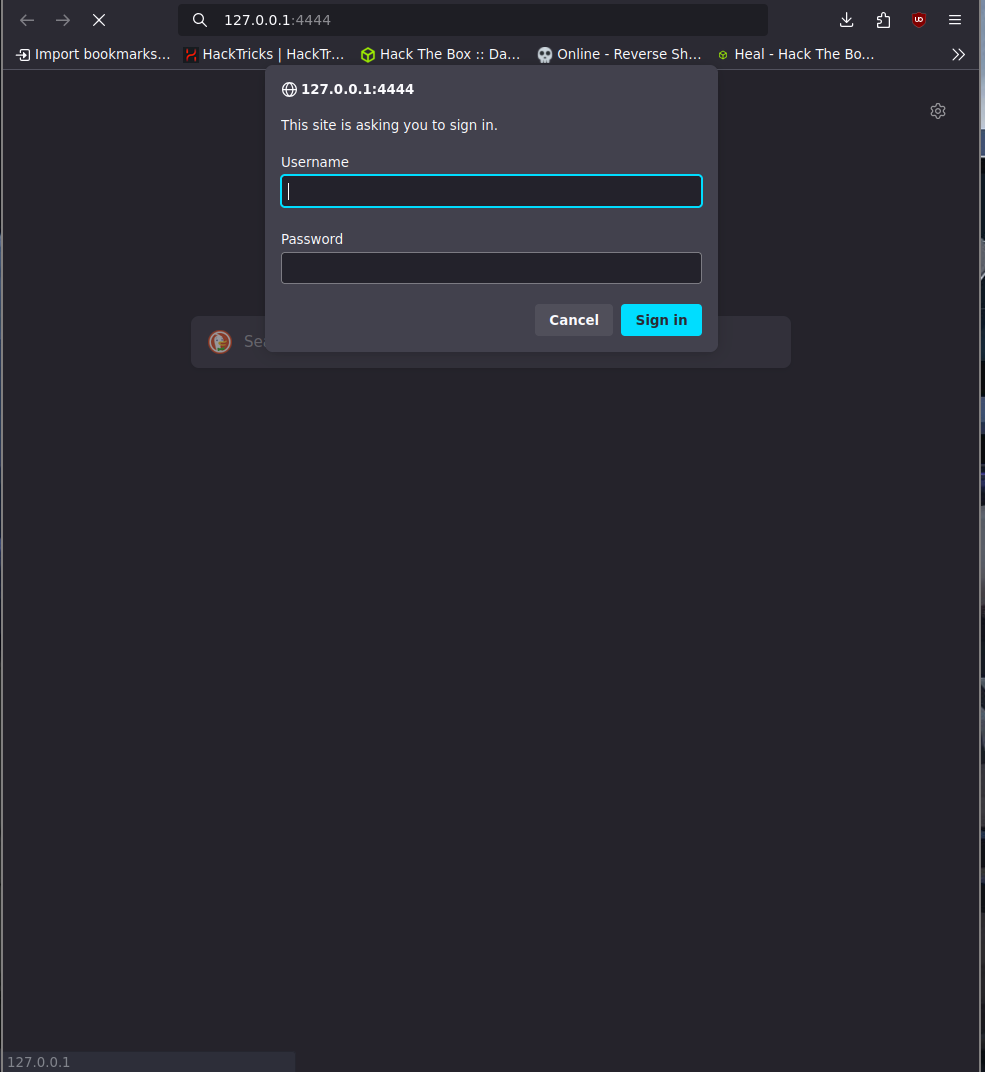 127.0.0.1:4444
Import bookmarks... HackTricks | HackTr... Hack The Box :: Da... Online - Reverse Sh... Heal - Hack The Bo...
127.0.0.1:4444
This site is asking you to sign in.
Username
Password
Cancel Sign in
Sea
127.0.0.1